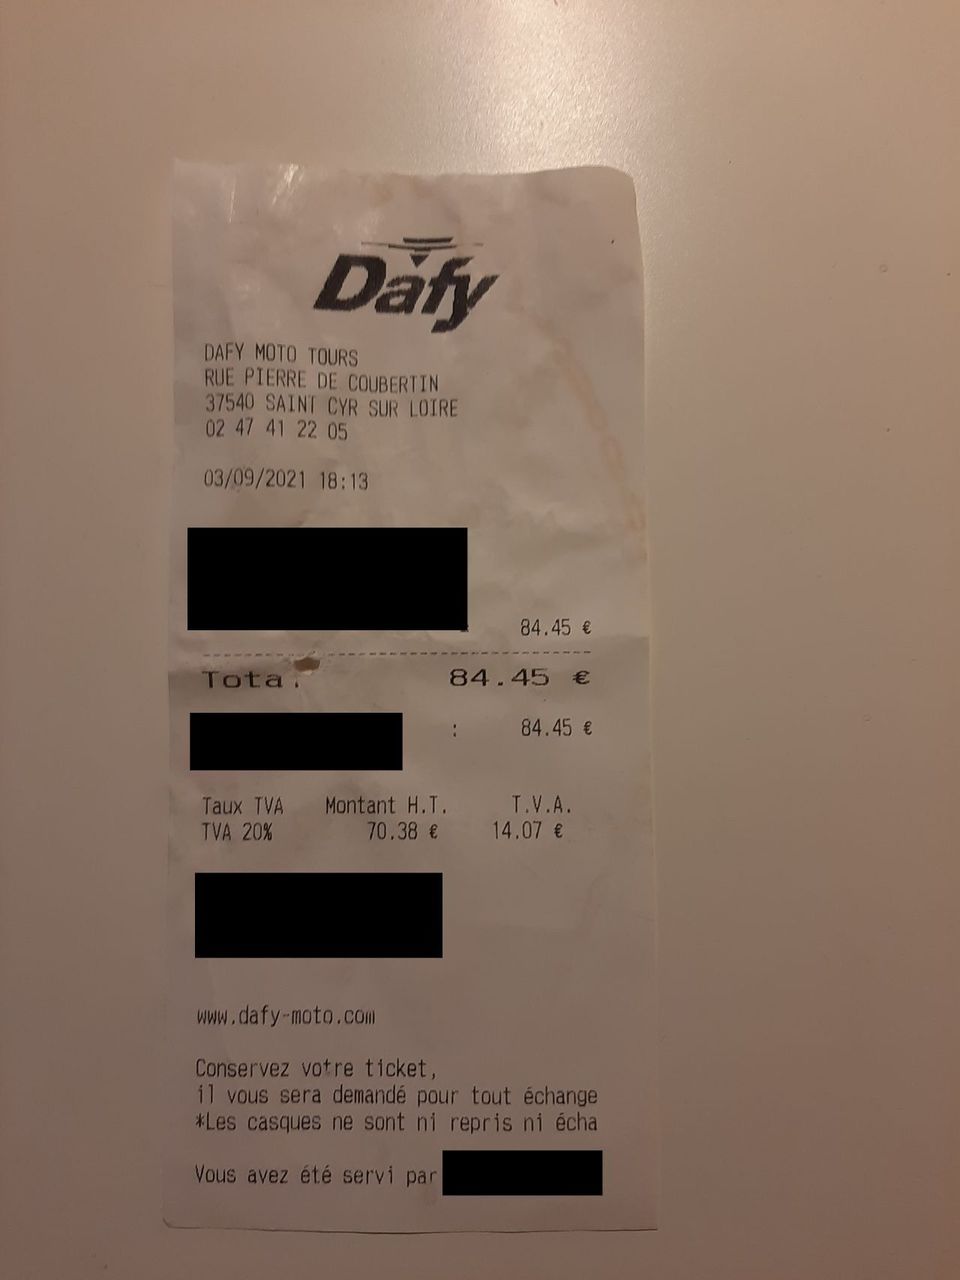 Dafy
DAFY MOTO TOURS
RUE PIERRE DE COUBERTIN
37540 SAINT CYR SUR LOIRE
02 47 41 22 05
03/09/2021 18:13
84.45 €
Tota
84.45 €
: 84.45 €
Taux TVA Montant H.T. T.V.A.
TVA 20% 70.38 € 14.07 €
www.dafy-moto.com
Conservez votre ticket,
il vous sera demandé pour tout échange
*Les casques ne sont ni repris ni écha
Vous avez été servi par